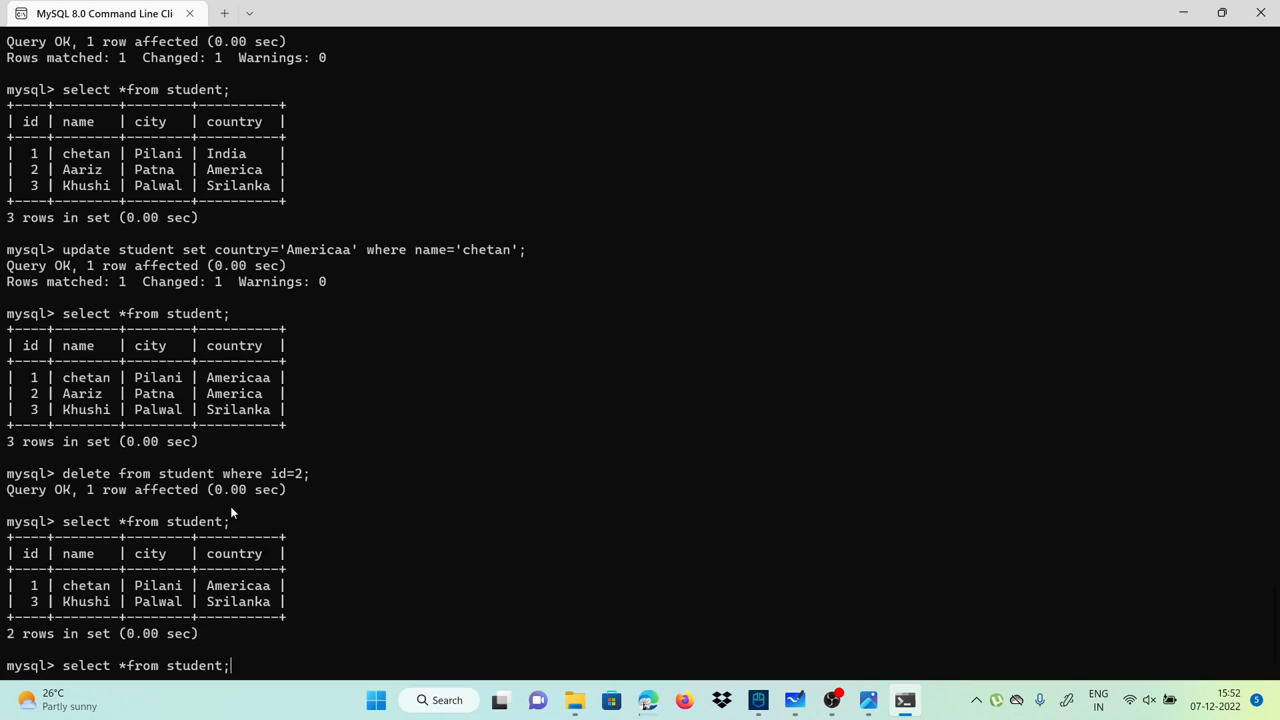 MySQL 8.0 Command Line Cli
Query OK, 1 row affected (0.00 sec)
Rows matched: 1  Changed: 1  Warnings: 0
mysql> select *from student;
+----+--------+--------+----------+
| id | name   | city   | country  |
+----+--------+--------+----------+
|  1 | chetan | Pilani | India    |
|  2 | Aariz  | Patna  | America  |
|  3 | Khushi | Palwal | Srilanka |
+----+--------+--------+----------+
3 rows in set (0.00 sec)
mysql> update student set country='Americaa' where name='chetan';
Query OK, 1 row affected (0.00 sec)
Rows matched: 1  Changed: 1  Warnings: 0
mysql> select *from student;
+----+--------+--------+----------+
| id | name   | city   | country  |
+----+--------+--------+----------+
|  1 | chetan | Pilani | Americaa |
|  2 | Aariz  | Patna  | America  |
|  3 | Khushi | Palwal | Srilanka |
+----+--------+--------+----------+
3 rows in set (0.00 sec)
mysql> delete from student where id=2;
Query OK, 1 row affected (0.00 sec)
mysql> select *from student;
+----+--------+--------+----------+
| id | name   | city   | country  |
+----+--------+--------+----------+
|  1 | chetan | Pilani | Americaa |
|  3 | Khushi | Palwal | Srilanka |
+----+--------+--------+----------+
2 rows in set (0.00 sec)
mysql> select *from student;
26°C
Partly sunny
Search
ENG
IN
15:52
07-12-2022
5